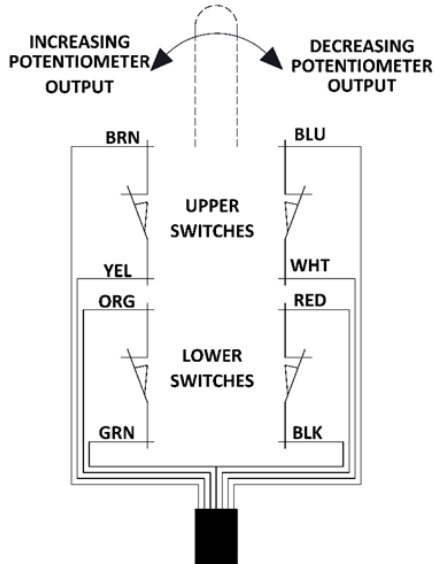 INCREASING
POTENTIOMETER
OUTPUT
DECREASING
POTENTIOMETER
OUTPUT
BRN
BLU
UPPER
SWITCHES
YEL
WHT
ORG
RED
LOWER
SWITCHES
GRN
BLK